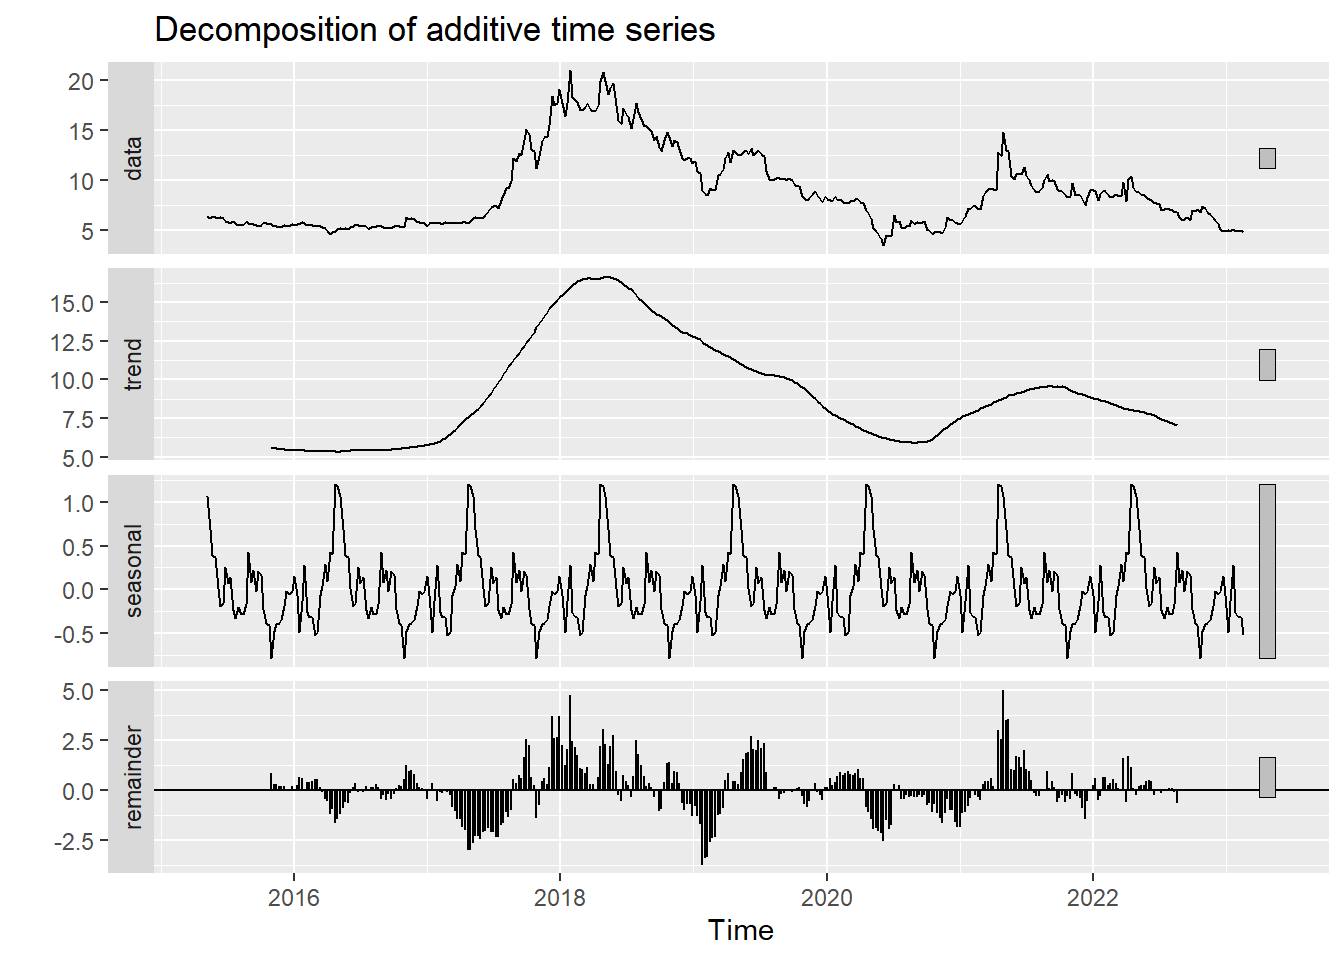 Decomposition of additive time series
20
15
10
5
data
15.0
12.5
10.0
7.5
5.0
trend
1.0
0.5
0.0
-0.5
seasonal
5.0
2.5
0.0
-2.5
remainder
2016 2018 2020 2022
Time